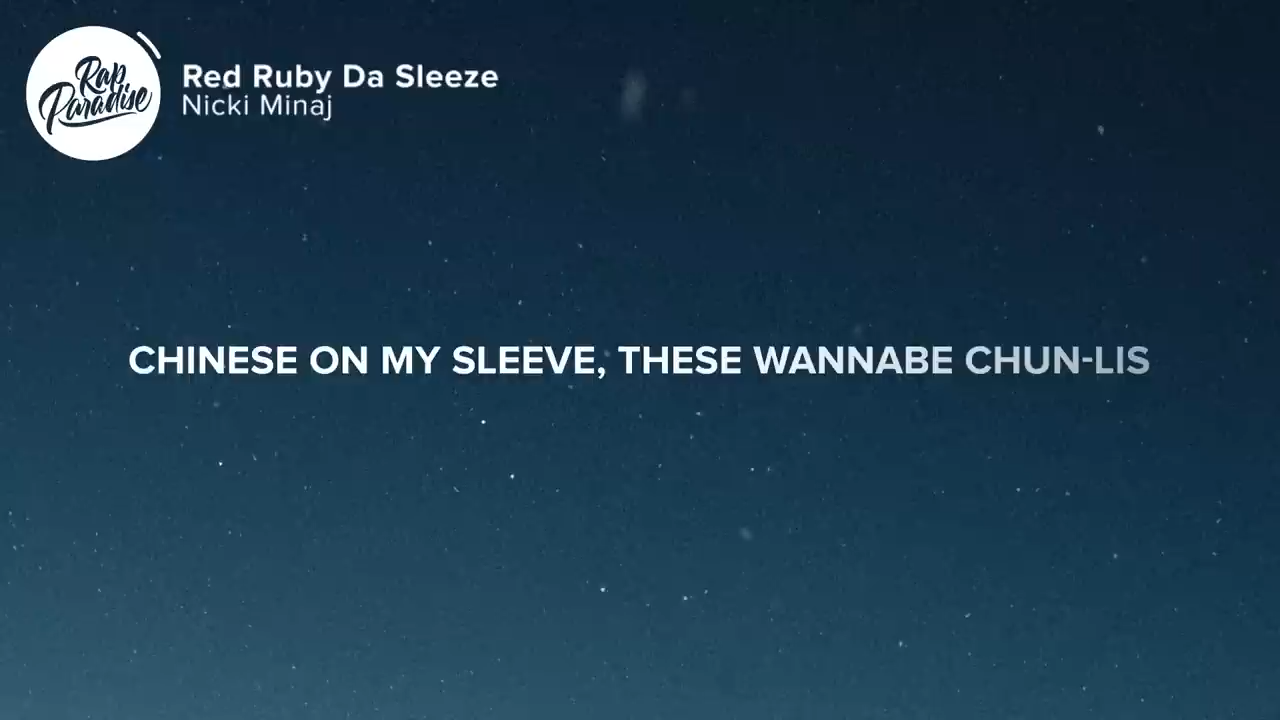 Rap
Paradise
Red Ruby Da Sleeze
Nicki Minaj
CHINESE ON MY SLEEVE, THESE WANNABE CHUN-LIS